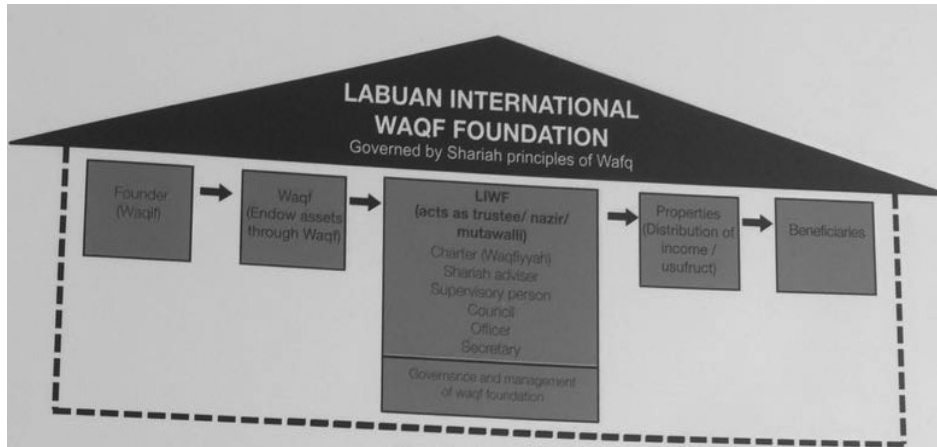 LABUAN INTERNATIONAL
WAQF FOUNDATION
Governed by Shariah principles of Wafq
Founder
(Waqif)
Waqf
(Endow assets
through Waqf)
LIWF
(acts as trustee/ nazir/
mutawalli)
Charter (Waqfiyyah)
Shariah adviser
Supervisory person
Council
Officer
Secretary
Governance and management
of waqf foundation
Properties
(Distribution of
income /
usufruct)
Beneficiaries